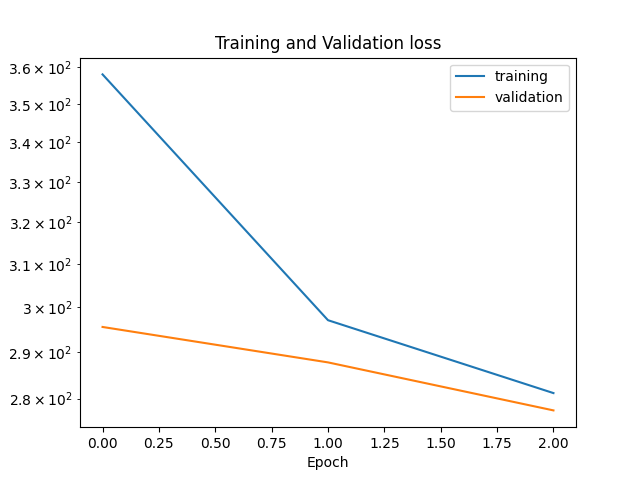 Training and Validation loss
training
validation
3.6 × 10²
3.5 × 10²
3.4 × 10²
3.3 × 10²
3.2 × 10²
3.1 × 10²
3 × 10²
2.9 × 10²
2.8 × 10²
0.00 0.25 0.50 0.75 1.00 1.25 1.50 1.75 2.00
Epoch